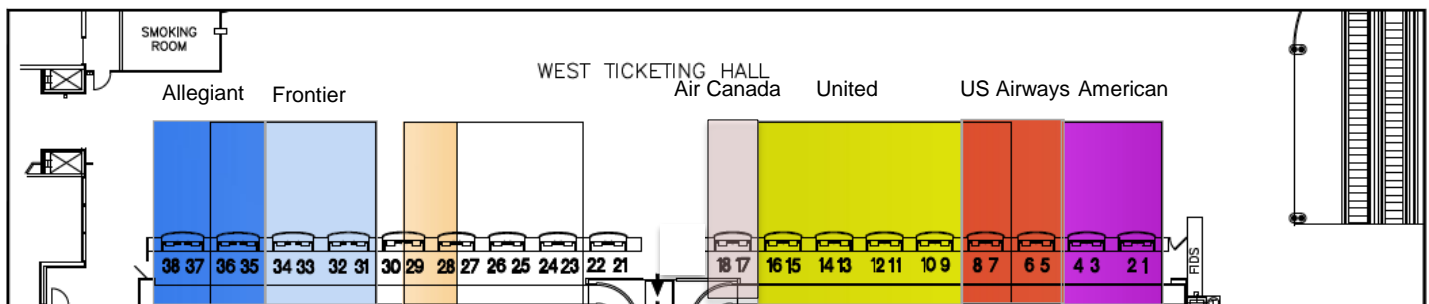 SMOKING
ROOM
WEST TICKETING HALL
Allegiant Frontier Air Canada United US Airways American
38 37 36 35 34 33 32 31 30 29 28 27 26 25 24 23 22 21 18 17 16 15 14 13 12 11 10 9 8 7 6 5 4 3 2 1
FIDS